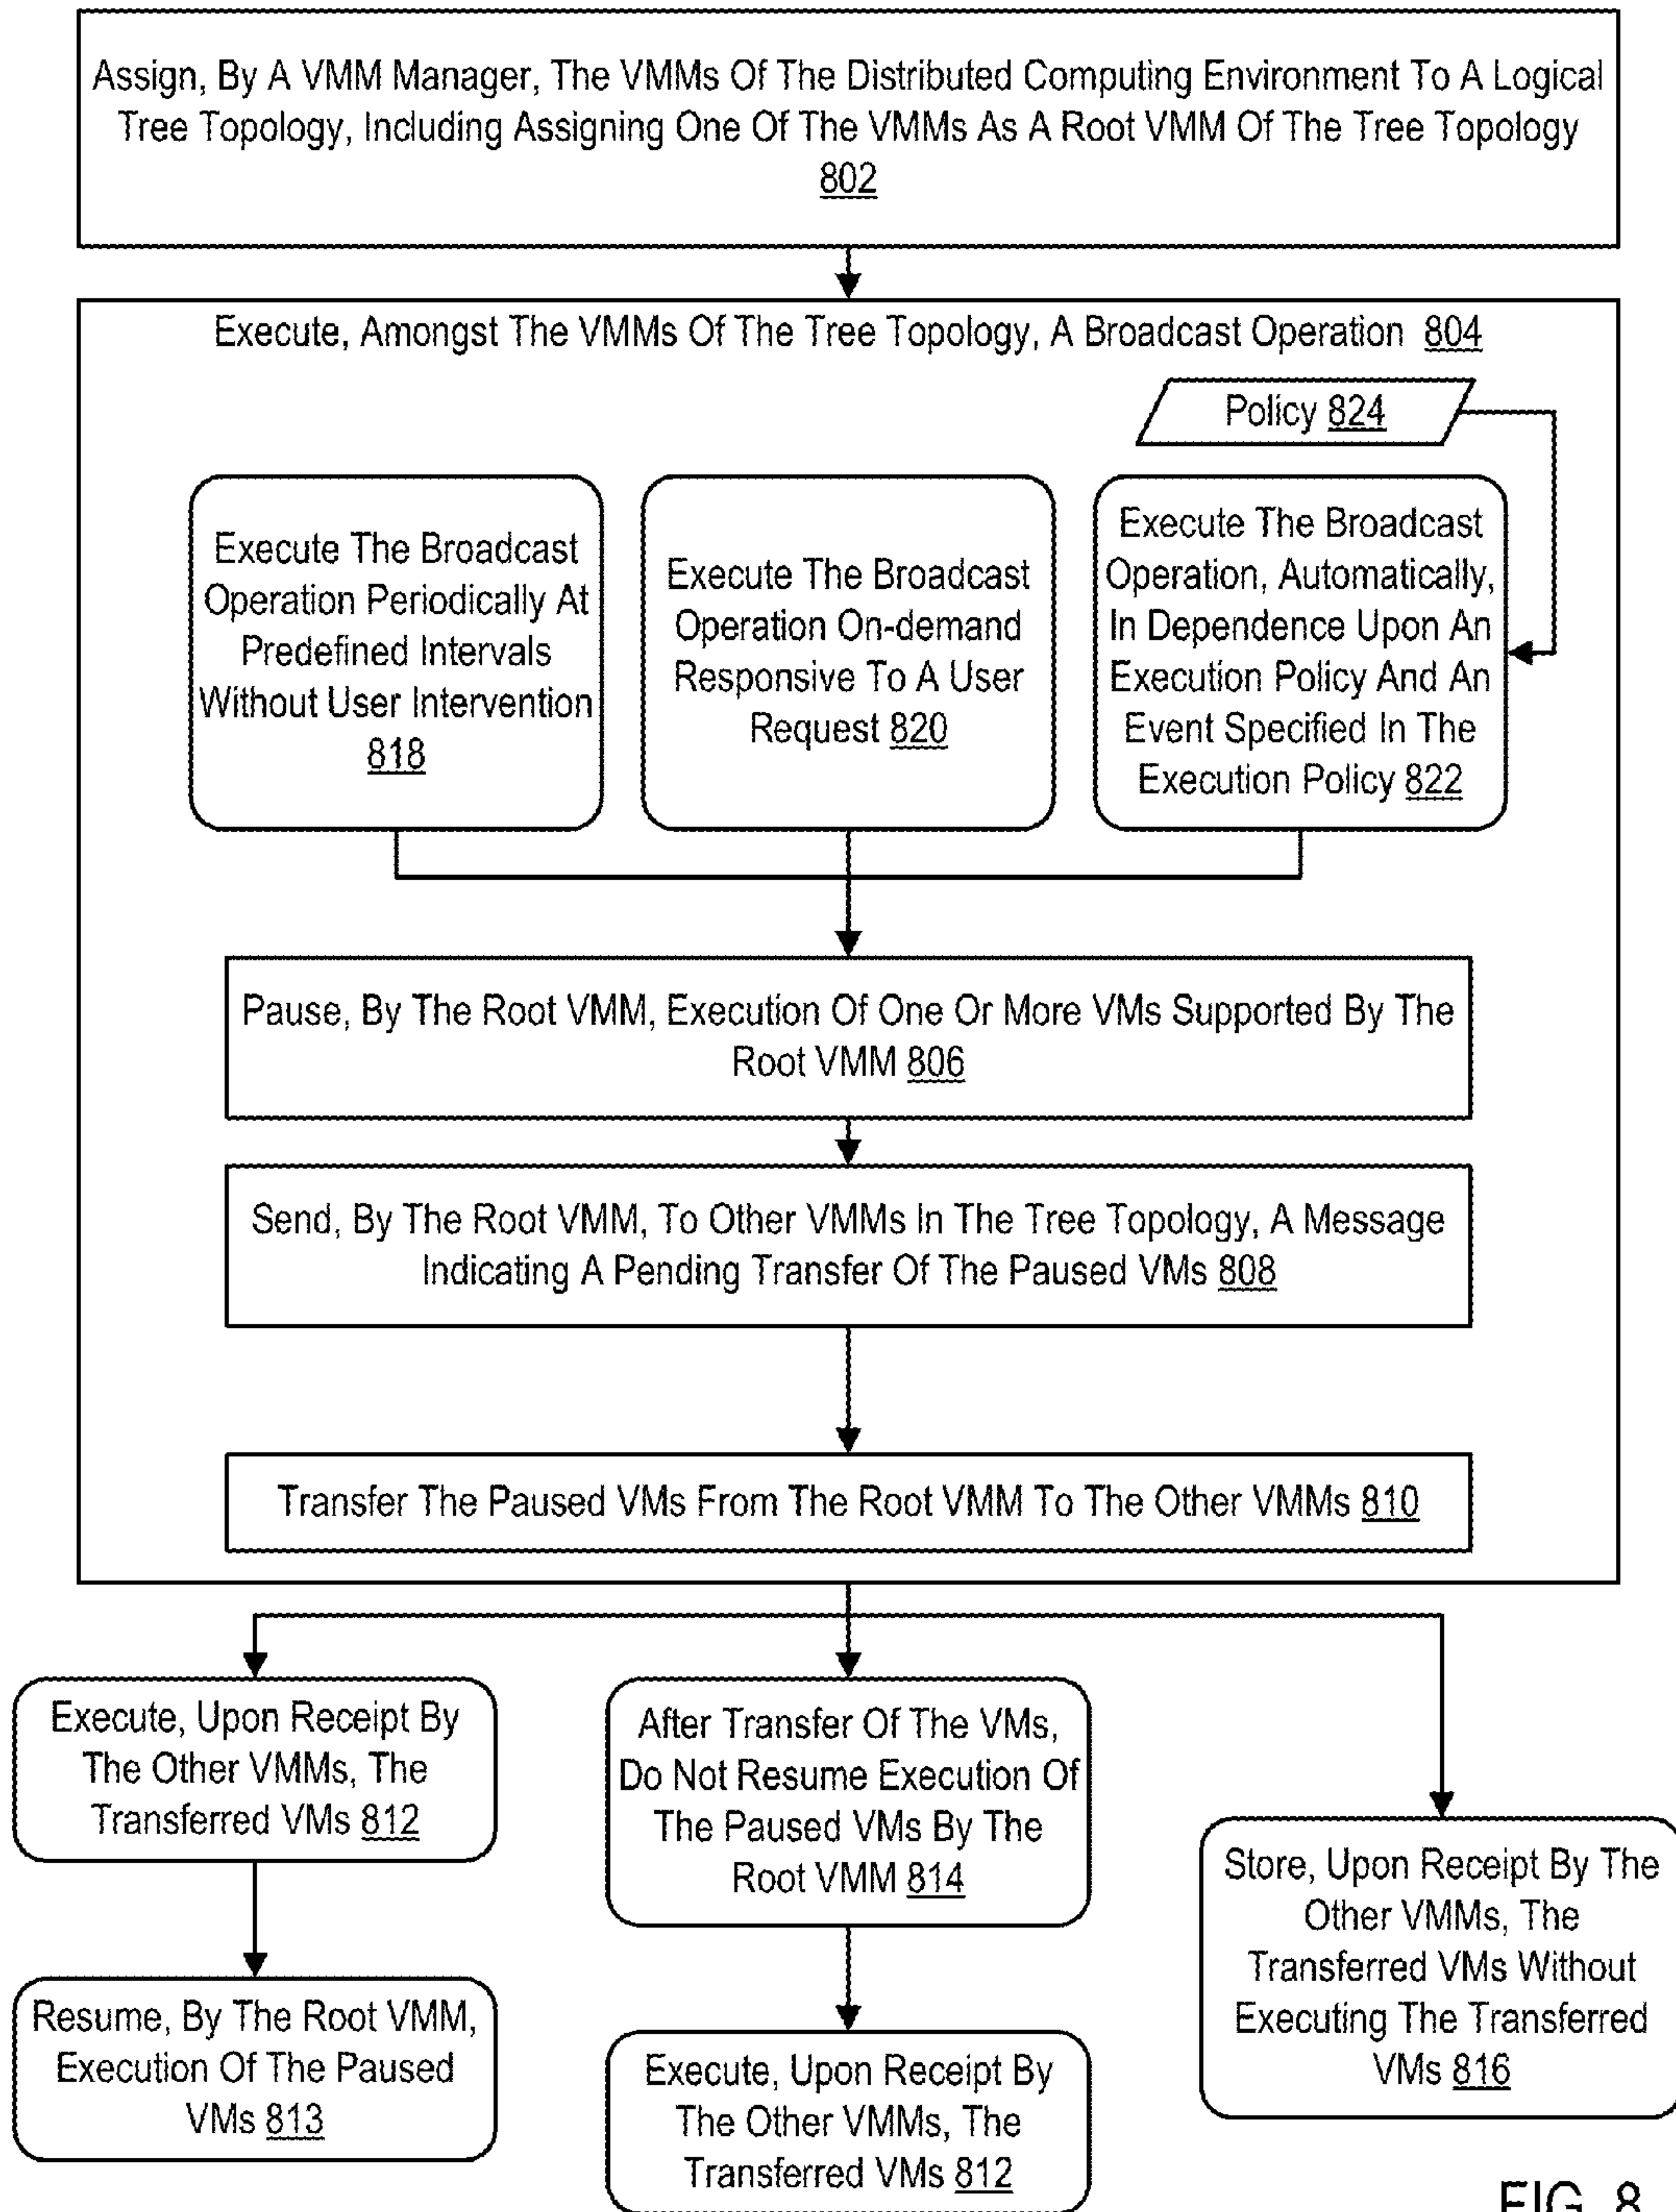 Assign, By A VMM Manager, The VMMs Of The Distributed Computing Environment To A Logical
Tree Topology, Including Assigning One Of The VMMs As A Root VMM Of The Tree Topology
802
Execute, Amongst The VMMs Of The Tree Topology, A Broadcast Operation 804
Policy 824
Execute The Broadcast
Operation Periodically At
Predefined Intervals
Without User Intervention
818
Execute The Broadcast
Operation On-demand
Responsive To A User
Request 820
Execute The Broadcast
Operation, Automatically,
In Dependence Upon An
Execution Policy And An
Event Specified In The
Execution Policy 822
Pause, By The Root VMM, Execution Of One Or More VMs Supported By The
Root VMM 806
Send, By The Root VMM, To Other VMMs In The Tree Topology, A Message
Indicating A Pending Transfer Of The Paused VMs 808
Transfer The Paused VMs From The Root VMM To The Other VMMs 810
Execute, Upon Receipt By
The Other VMMs, The
Transferred VMs 812
Resume, By The Root VMM,
Execution Of The Paused
VMs 813
After Transfer Of The VMs,
Do Not Resume Execution Of
The Paused VMs By The
Root VMM 814
Execute, Upon Receipt By
The Other VMMs, The
Transferred VMs 812
Store, Upon Receipt By The
Other VMMs, The
Transferred VMs Without
Executing The Transferred
VMs 816
FIG. 8